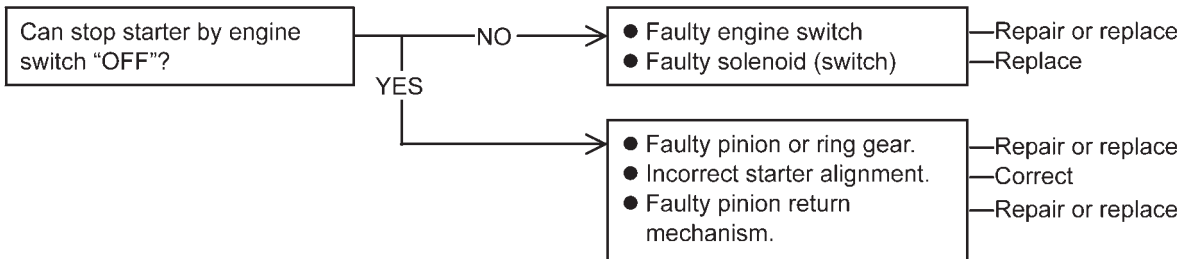 Can stop starter by engine
switch “OFF”?
NO
● Faulty engine switch
Repair or replace
● Faulty solenoid (switch)
Replace
YES
● Faulty pinion or ring gear.
Repair or replace
● Incorrect starter alignment.
Correct
● Faulty pinion return
Repair or replace
mechanism.